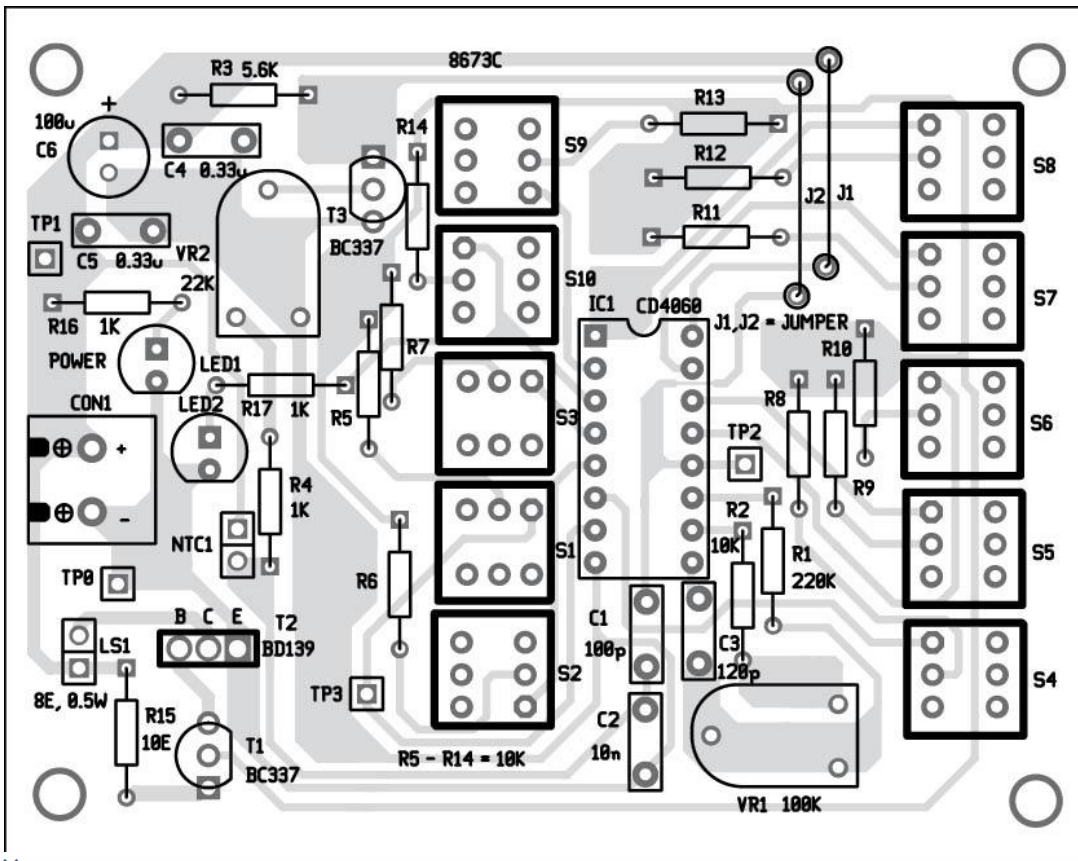 8673C
R3 5.6K
+
100u
C6
C4 0.33u
R14
S9
R13
R12
R11
J2
J1
S8
TP1
C5 0.33u
VR2
22K
T3
BC337
S10
S7
R16
1K
POWER
LED1
IC1
CD4060
J1,J2 = JUMPER
R10
R7
R5
CON1
LED2
R17
1K
S3
R8
R9
S6
TP2
+
-
R4
1K
NTC1
S1
R2
10K
R1
220K
S5
TP0
R6
B C E
T2
BD139
LS1
8E, 0.5W
C1
100p
C3
120p
TP3
S2
S4
R15
10E
T1
BC337
C2
10n
R5 - R14 = 10K
VR1 100K